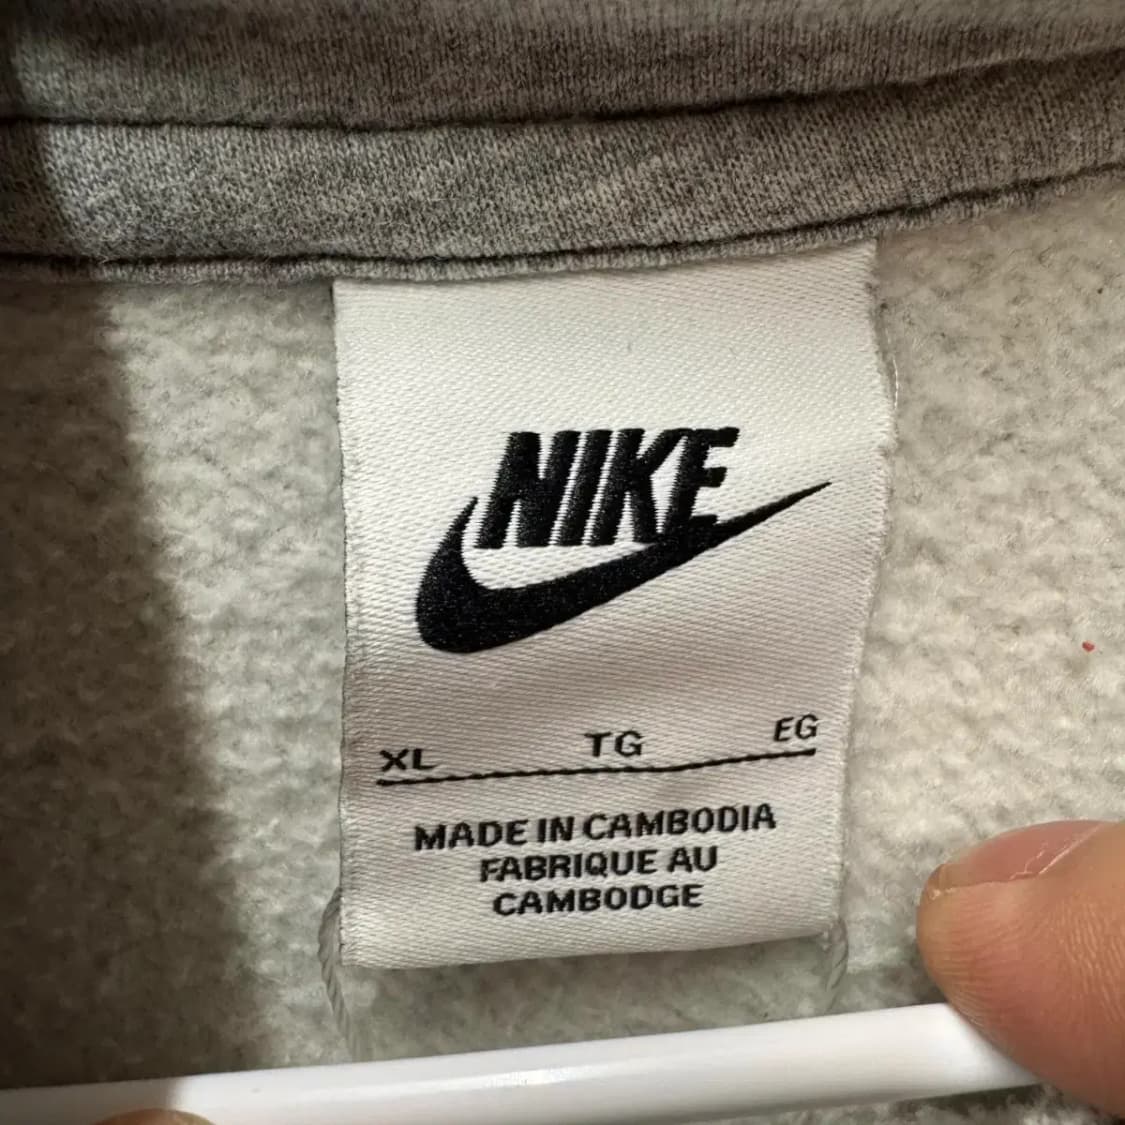 NIKE
XL TG EG
MADE IN CAMBODIA
FABRIQUE AU
CAMBODGE